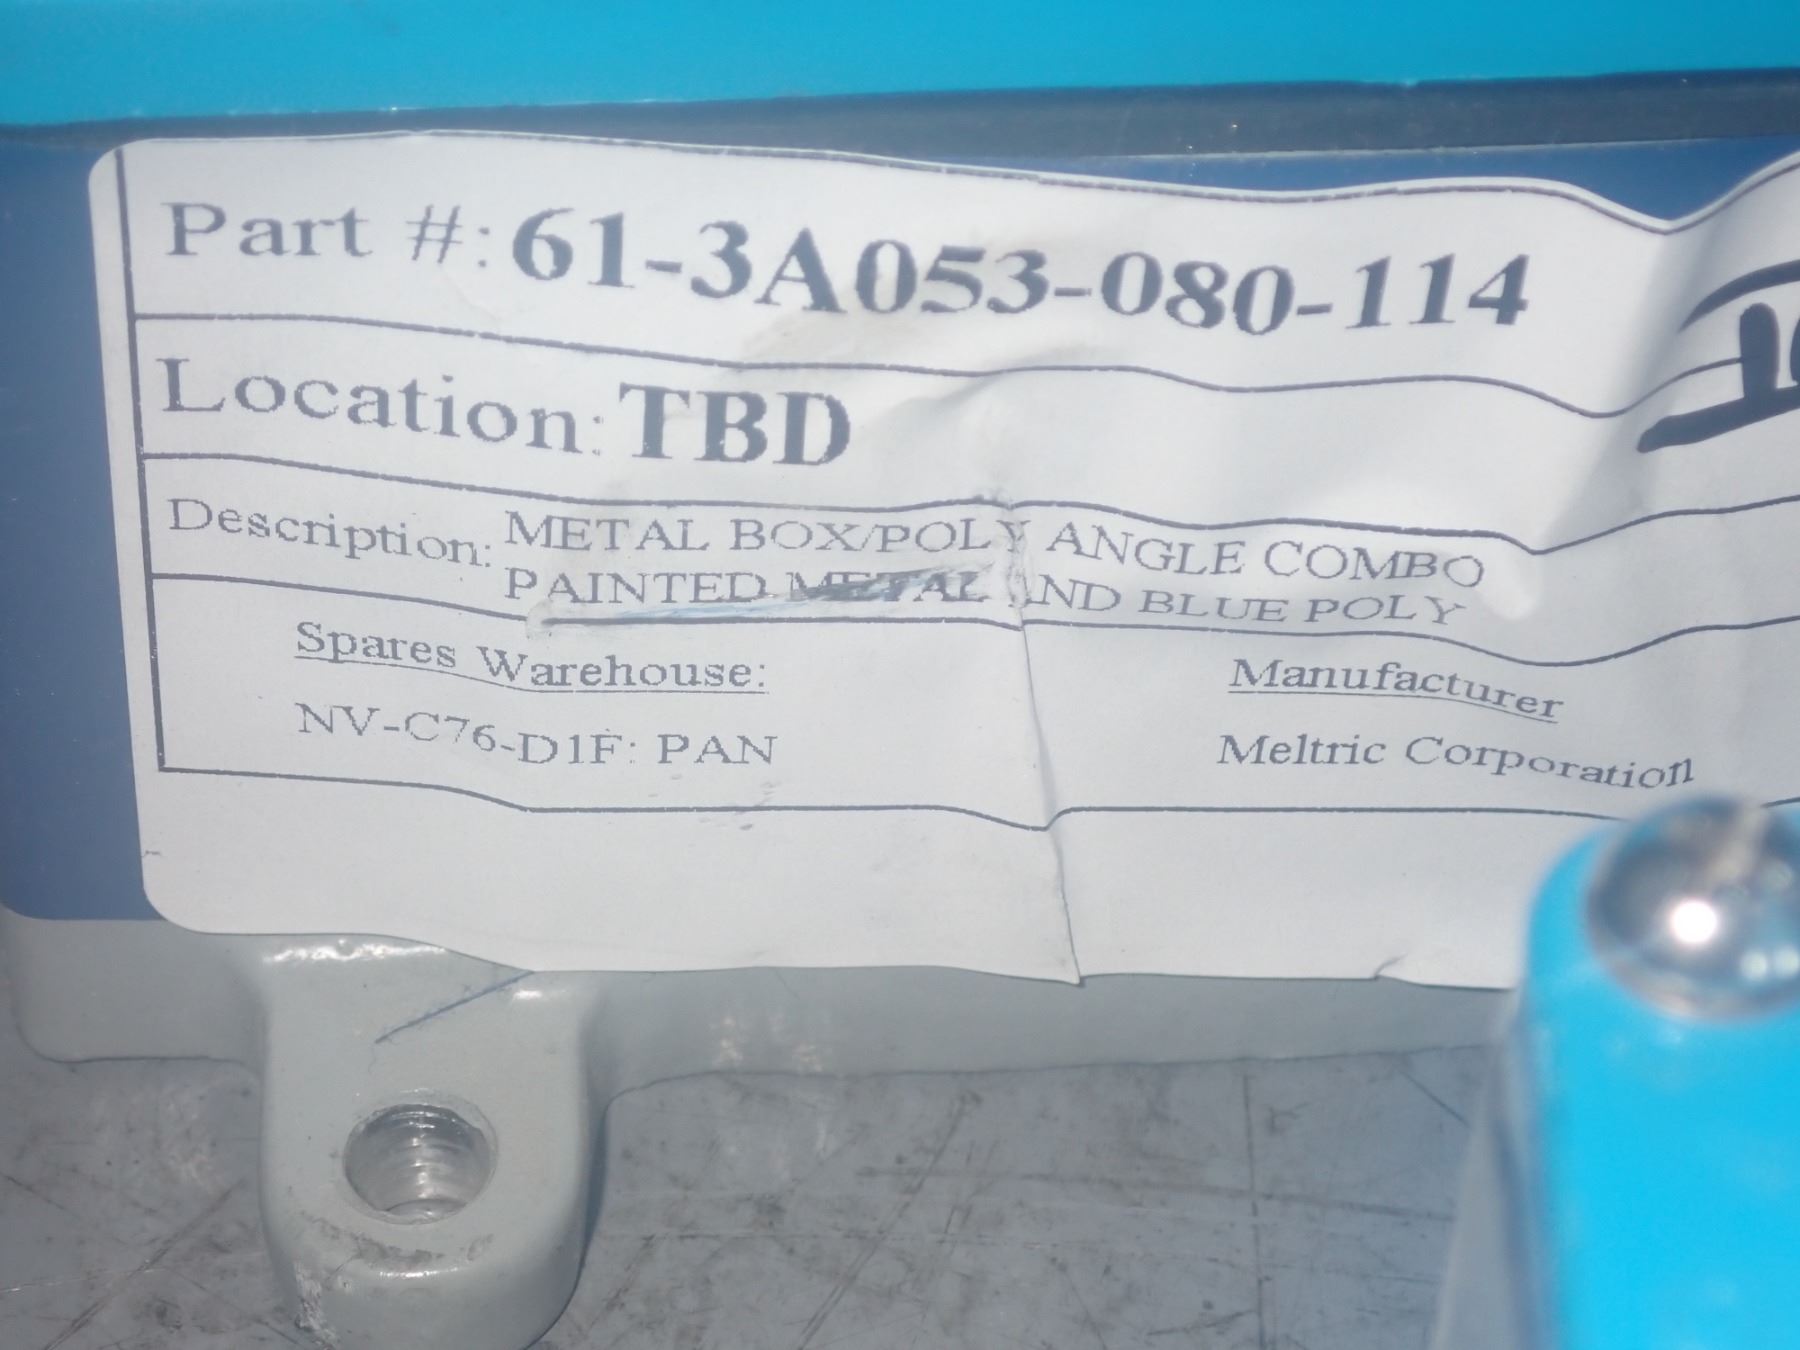 Part #: 61-3A053-080-114
Location: TBD
Description: METAL BOX/POLY ANGLE COMBO
PAINTED METAL AND BLUE POLY
Spares Warehouse:
Manufacturer
NV-C76-D1F: PAN
Meltric Corporation